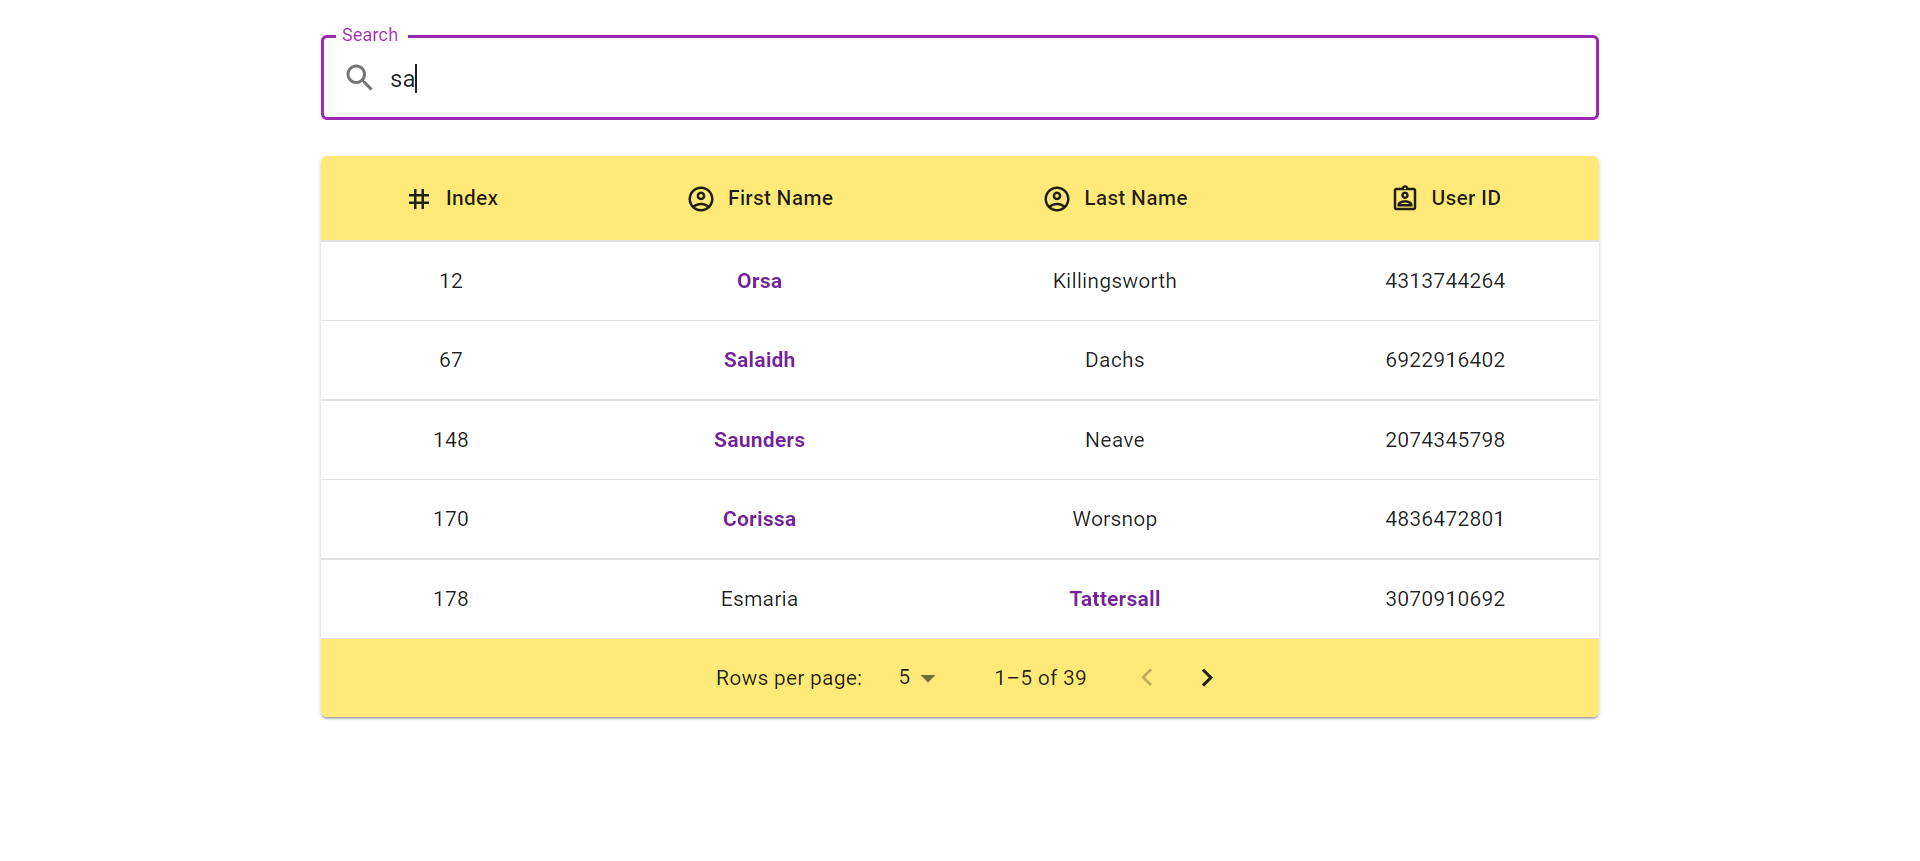 Search
sa
Index First Name Last Name User ID
12 Orsa Killingsworth 4313744264
67 Salaidh Dachs 6922916402
148 Saunders Neave 2074345798
170 Corissa Worsnop 4836472801
178 Esmaria Tattersall 3070910692
Rows per page: 5 1–5 of 39